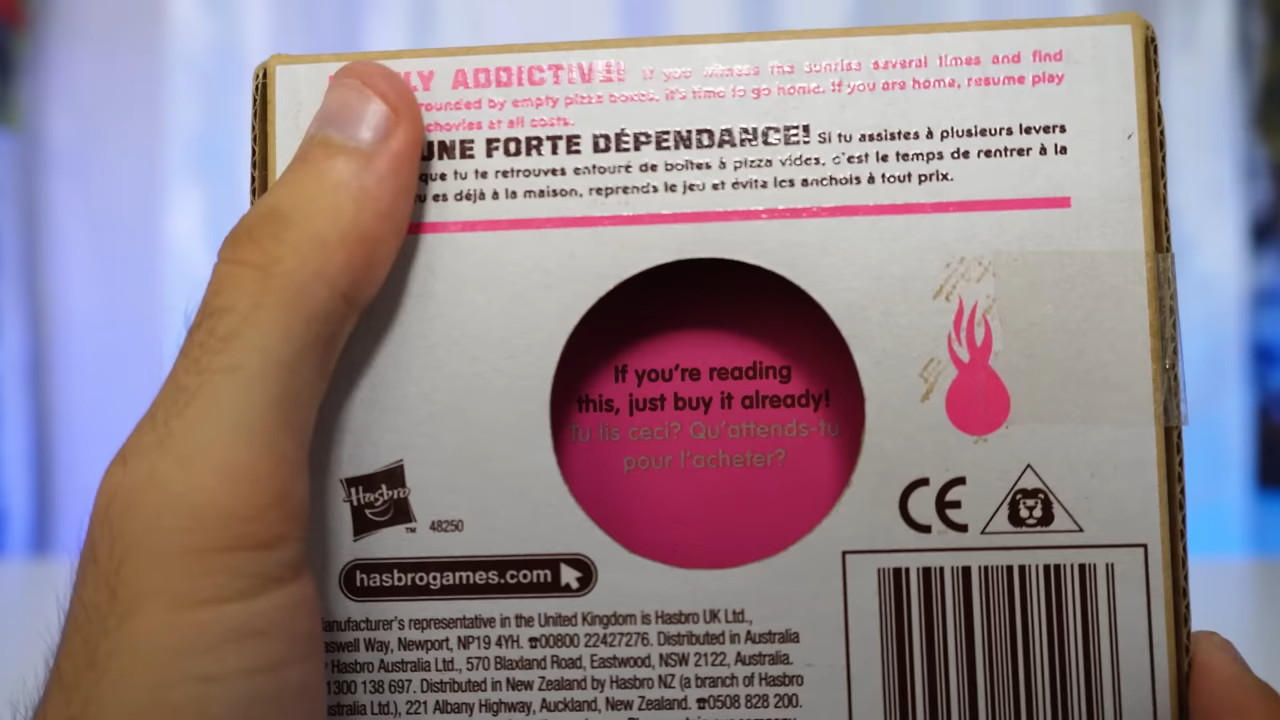 LY ADDICTIVE! If you witness the sunrise several times and find
rounded by empty pizza boxes, it's time to go home. If you are home, resume play
chovies at all costs.
UNE FORTE DÉPENDANCE! Si tu assistes à plusieurs levers
que tu te retrouves entouré de boîtes à pizza vides, c'est le temps de rentrer à la
u es déjà à la maison, reprends le jeu et évite les anchois à tout prix.
If you're reading
this, just buy it already!
Tu lis ceci? Qu'attends-tu
pour l'acheter?
Hasbro
TM
48250
CE
hasbrogames.com
anufacturer's representative in the United Kingdom is Hasbro UK Ltd.,
aswell Way, Newport, NP19 4YH. ☎00800 22427276. Distributed in Australia
Hasbro Australia Ltd., 570 Blaxland Road, Eastwood, NSW 2122, Australia.
1300 138 697. Distributed in New Zealand by Hasbro NZ (a branch of Hasbro
stralia Ltd.), 221 Albany Highway, Auckland, New Zealand. ☎0508 828 200.